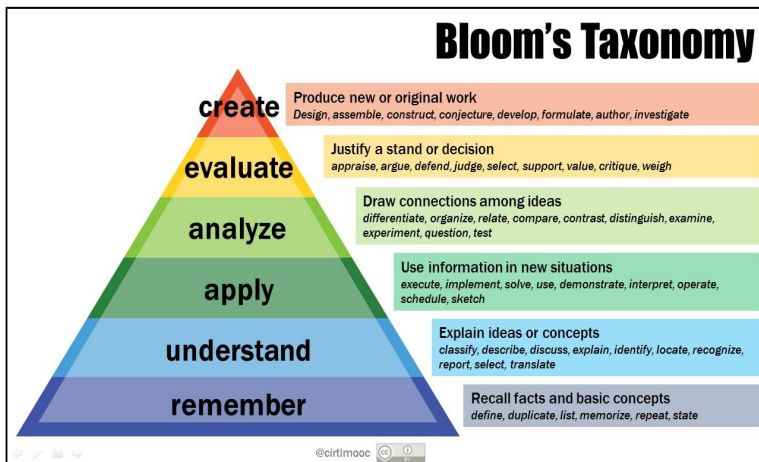 Bloom's Taxonomy
create
Produce new or original work
Design, assemble, construct, conjecture, develop, formulate, author, investigate
evaluate
Justify a stand or decision
appraise, argue, defend, judge, select, support, value, critique, weigh
analyze
Draw connections among ideas
differentiate, organize, relate, compare, contrast, distinguish, examine,
experiment, question, test
apply
Use information in new situations
execute, implement, solve, use, demonstrate, interpret, operate,
schedule, sketch
understand
Explain ideas or concepts
classify, describe, discuss, explain, identify, locate, recognize,
report, select, translate
remember
Recall facts and basic concepts
define, duplicate, list, memorize, repeat, state
@cirtlmooc
cc
BY